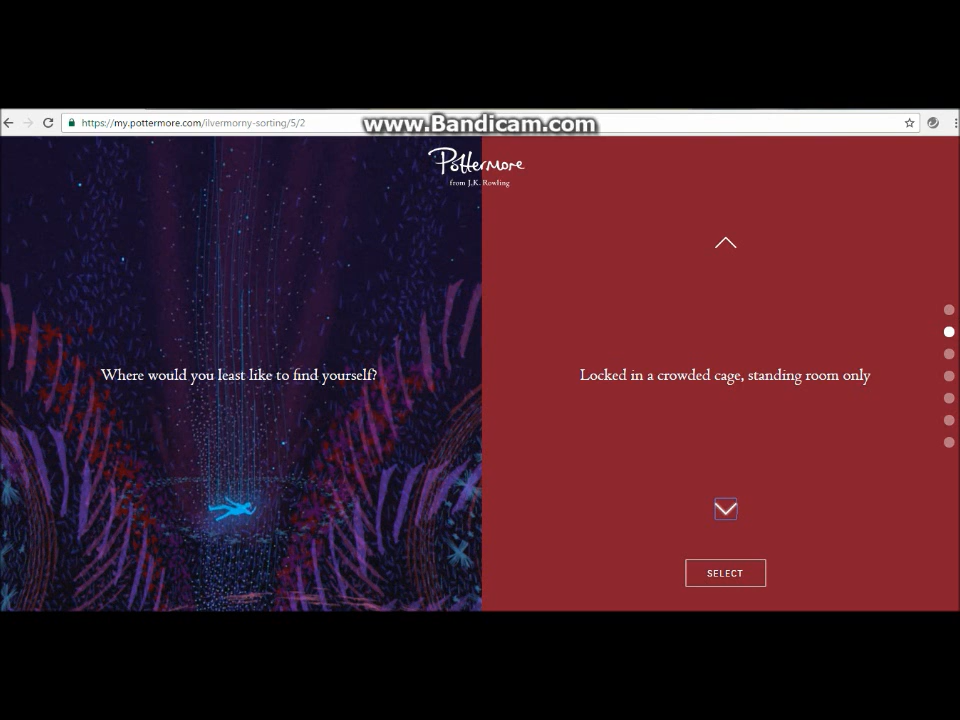 https://my.pottermore.com/ilvermorny-sorting/5/2
www.Bandicam.com
Pottermore
from J.K. Rowling
Where would you least like to find yourself?
Locked in a crowded cage, standing room only
SELECT